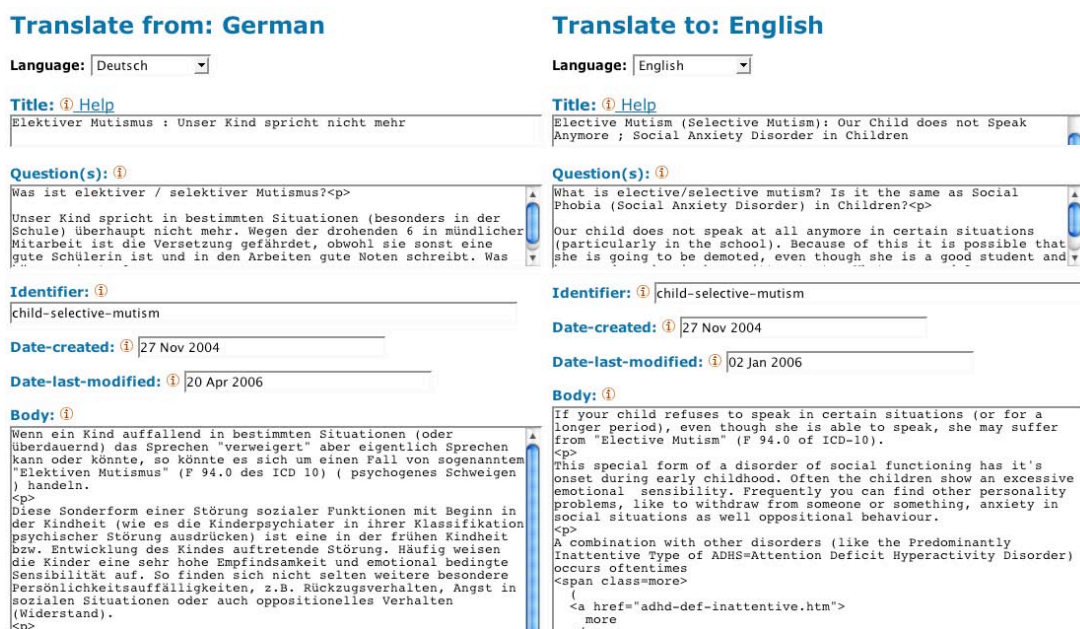 Translate from: German
Language: Deutsch
Title: Help
Elektiver Mutismus : Unser Kind spricht nicht mehr
Question(s):
Was ist elektiver / selektiver Mutismus?<p>
Unser Kind spricht in bestimmten Situationen (besonders in der
Schule) überhaupt nicht mehr. Wegen der drohenden 6 in mündlicher
Mitarbeit ist die Versetzung gefährdet, obwohl sie sonst eine
gute Schülerin ist und in den Arbeiten gute Noten schreibt. Was
Identifier:
child-selective-mutism
Date-created: 27 Nov 2004
Date-last-modified: 20 Apr 2006
Body:
Wenn ein Kind auffallend in bestimmten Situationen (oder
überdauernd) das Sprechen "verweigert" aber eigentlich Sprechen
kann oder könnte, so könnte es sich um einen Fall von sogenanntem
"Elektiven Mutismus" (F 94.0 des ICD 10) ( psychogenes Schweigen
) handeln.
<p>
Diese Sonderform einer Störung sozialer Funktionen mit Beginn in
der Kindheit (wie es die Kinderpsychiater in ihrer Klassifikation
psychischer Störung ausdrücken) ist eine in der frühen Kindheit
bzw. Entwicklung des Kindes auftretende Störung. Häufig weisen
die Kinder eine sehr hohe Empfindsamkeit und emotional bedingte
Sensibilität auf. So finden sich nicht selten weitere besondere
Persönlichkeitsauffälligkeiten, z.B. Rückzugsverhalten, Angst in
sozialen Situationen oder auch oppositionelles Verhalten
(Widerstand).
<p>
Translate to: English
Language: English
Title: Help
Elective Mutism (Selective Mutism): Our Child does not Speak
Anymore ; Social Anxiety Disorder in Children
Question(s):
What is elective/selective mutism? Is it the same as Social
Phobia (Social Anxiety Disorder) in Children?<p>
Our child does not speak at all anymore in certain situations
(particularly in the school). Because of this it is possible that
she is going to be demoted, even though she is a good student and
Identifier: child-selective-mutism
Date-created: 27 Nov 2004
Date-last-modified: 02 Jan 2006
Body:
If your child refuses to speak in certain situations (or for a
longer period), even though she is able to speak, she may suffer
from "Elective Mutism" (F 94.0 of ICD-10).
<p>
This special form of a disorder of social functioning has it's
onset during early childhood. Often the children show an excessive
emotional  sensibility. Frequently you can find other personality
problems, like to withdraw from someone or something, anxiety in
social situations as well oppositional behaviour.
<p>
A combination with other disorders (like the Predominantly
Inattentive Type of ADHS=Attention Deficit Hyperactivity Disorder)
occurs oftentimes
<span class=more>
(
<a href="adhd-def-inattentive.htm">
more